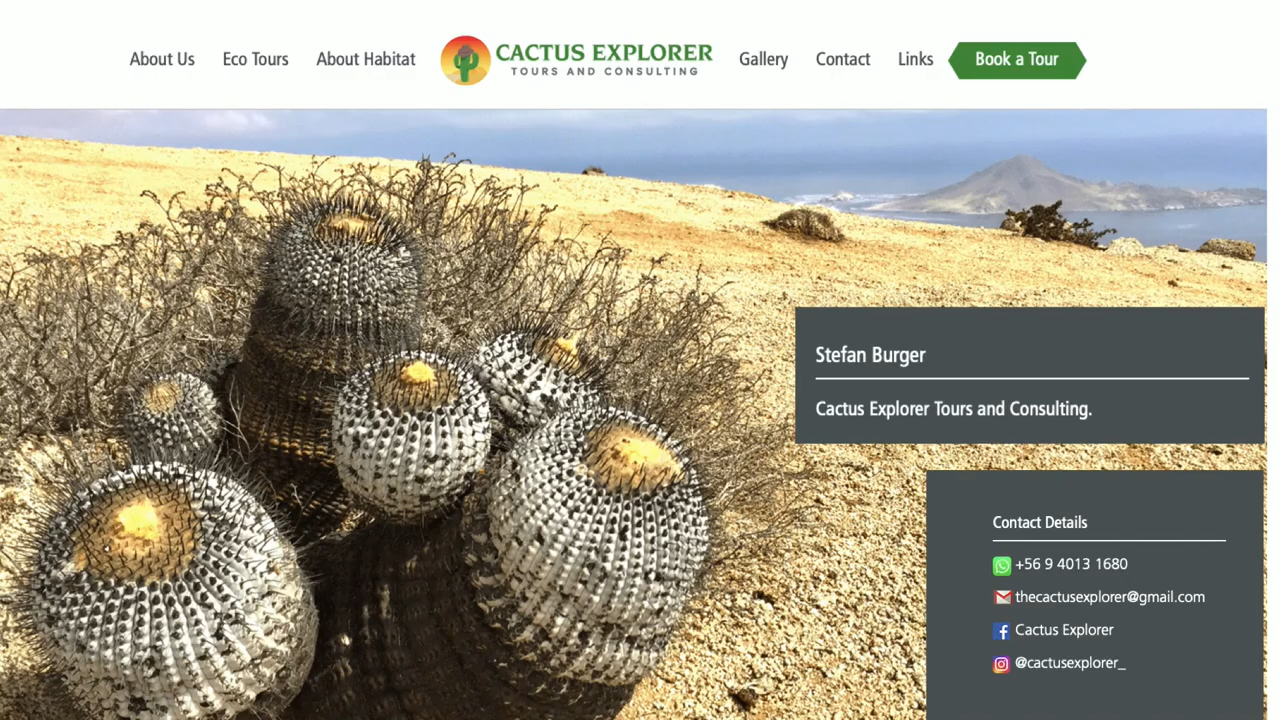 About Us
Eco Tours
About Habitat
CACTUS EXPLORER
TOURS AND CONSULTING
Gallery
Contact
Links
Book a Tour
Stefan Burger
Cactus Explorer Tours and Consulting.
Contact Details
+56 9 4013 1680
thecactusexplorer@gmail.com
Cactus Explorer
@cactusexplorer_